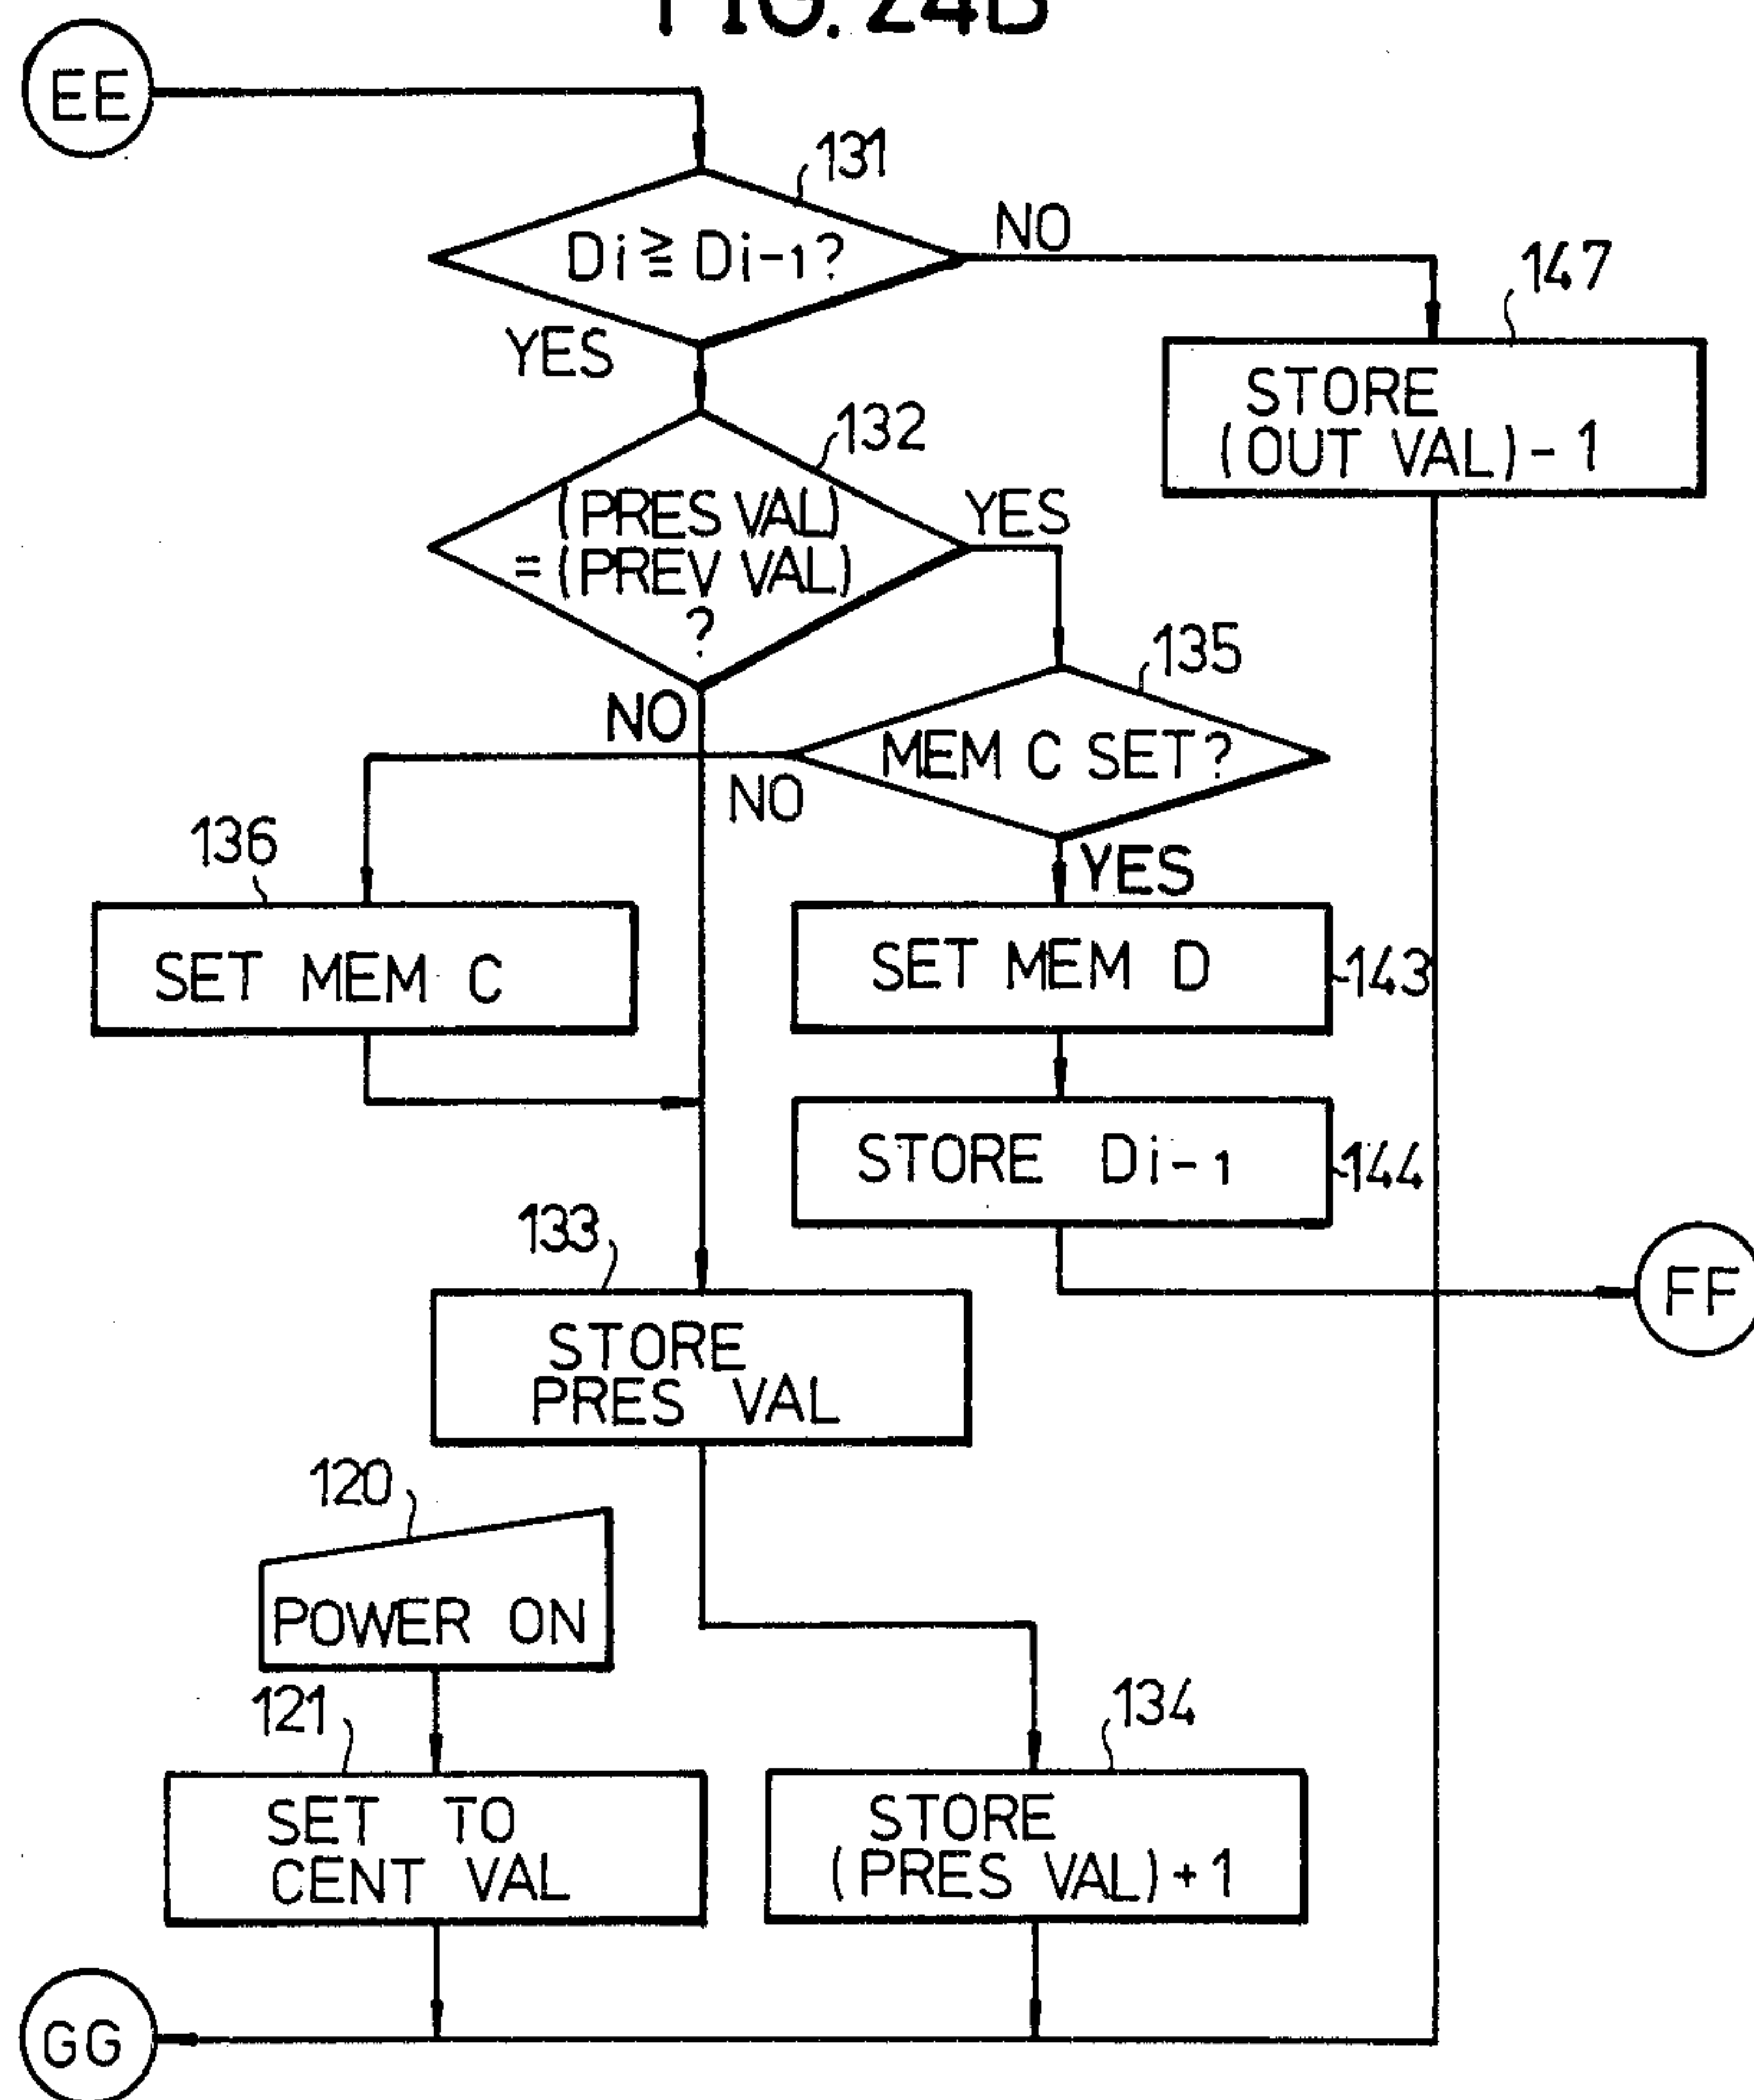 FIG. 24B
EE
131
Di ≧ Di-1?
NO
YES
147
STORE
(OUT VAL) - 1
132
(PRES VAL)
= (PREV VAL)
?
YES
NO
135
MEM C SET?
NO
YES
136
SET MEM C
SET MEM D
143
STORE Di-1
144
133
STORE
PRES VAL
FF
120
POWER ON
121
SET TO
CENT VAL
134
STORE
(PRES VAL) + 1
GG